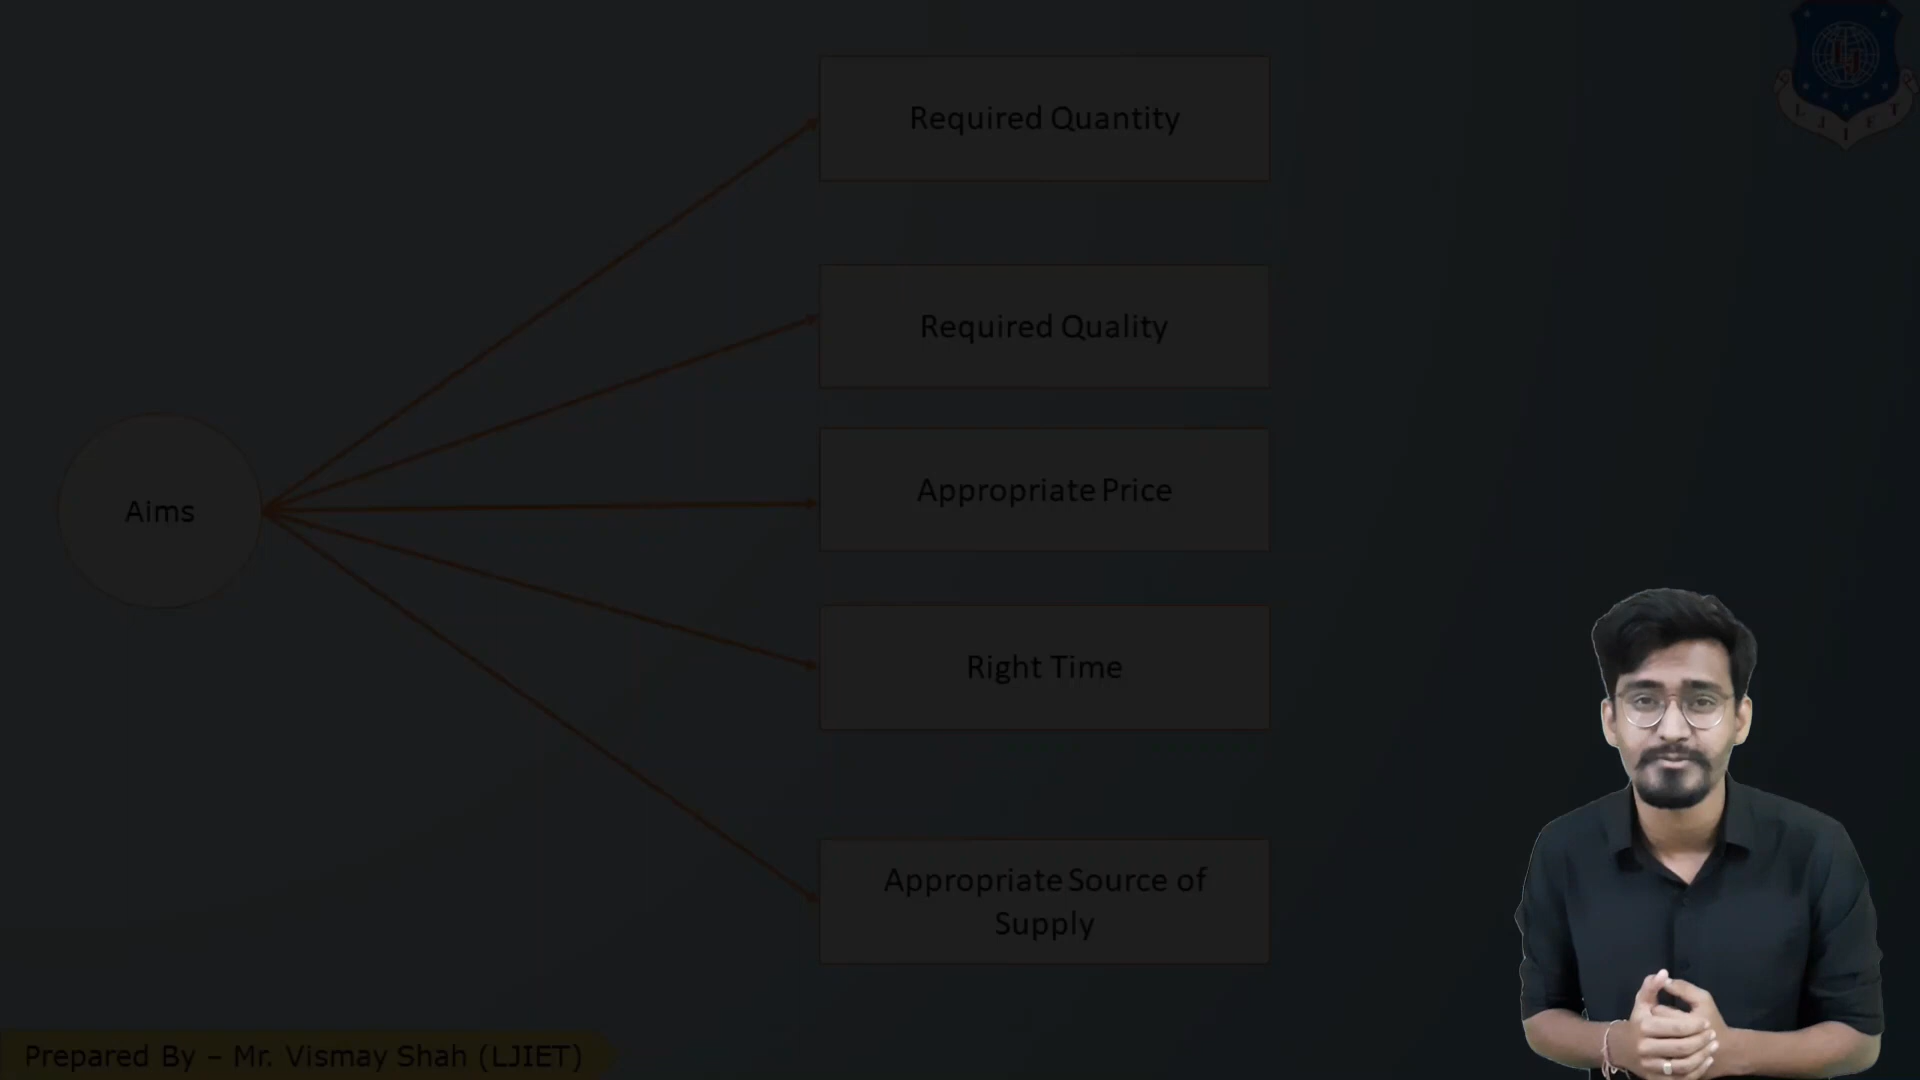 Required Quantity
Required Quality
Appropriate Price
Aims
Right Time
Appropriate Source of
Supply
Prepared By – Mr. Vismay Shah (LJIET)
L J I E T